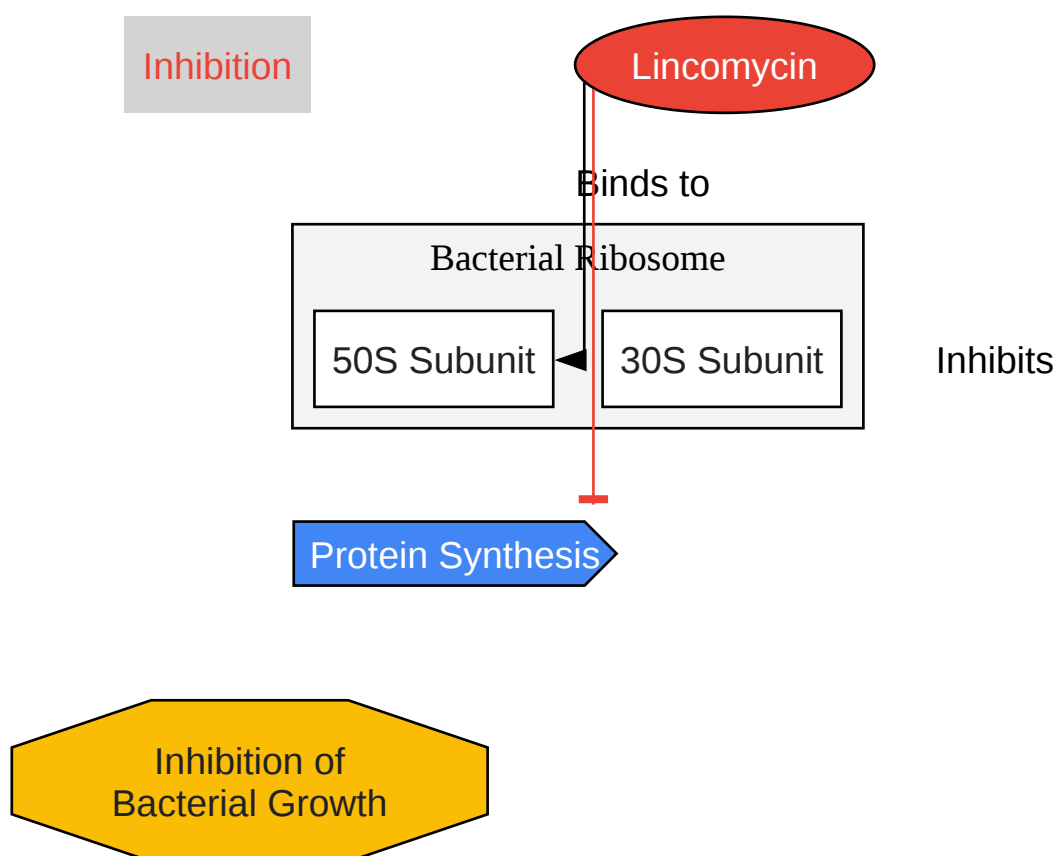 Inhibition
Lincomycin
Binds to
Bacterial Ribosome
50S Subunit
30S Subunit
Inhibits
Protein Synthesis
Inhibition of
Bacterial Growth